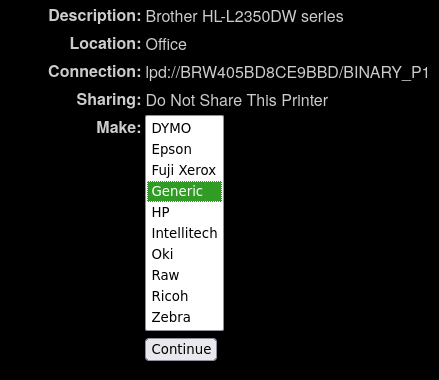 Description: Brother HL-L2350DW series
Location: Office
Connection: lpd://BRW405BD8CE9BBD/BINARY_P1
Sharing: Do Not Share This Printer
Make: DYMO
Epson
Fuji Xerox
Generic
HP
Intellitech
Oki
Raw
Ricoh
Zebra
Continue